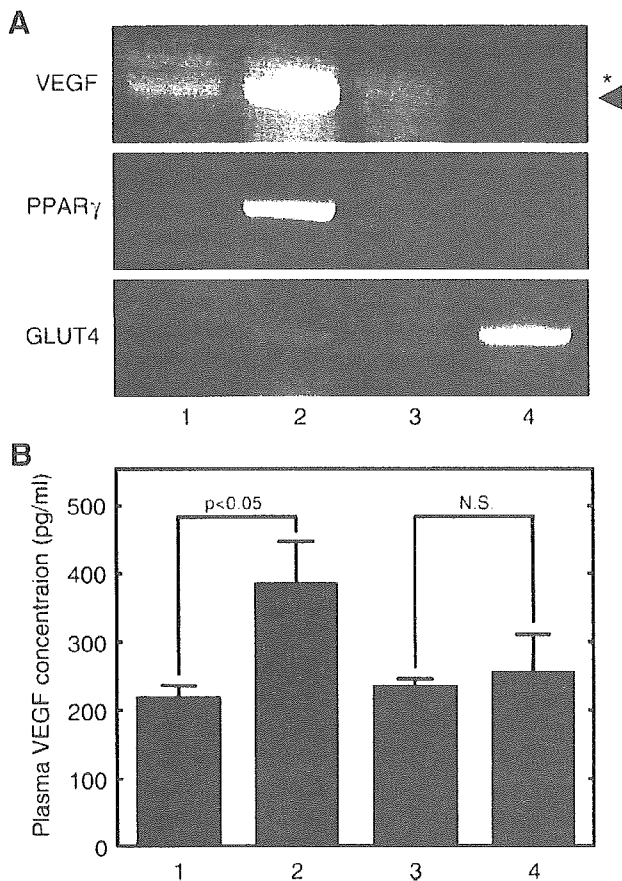 A
VEGF
*
PPARγ
GLUT4
1 2 3 4
B
Plasma VEGF concentraion (pg/ml)
500
400
300
200
100
0
p<0.05
N.S.
1 2 3 4